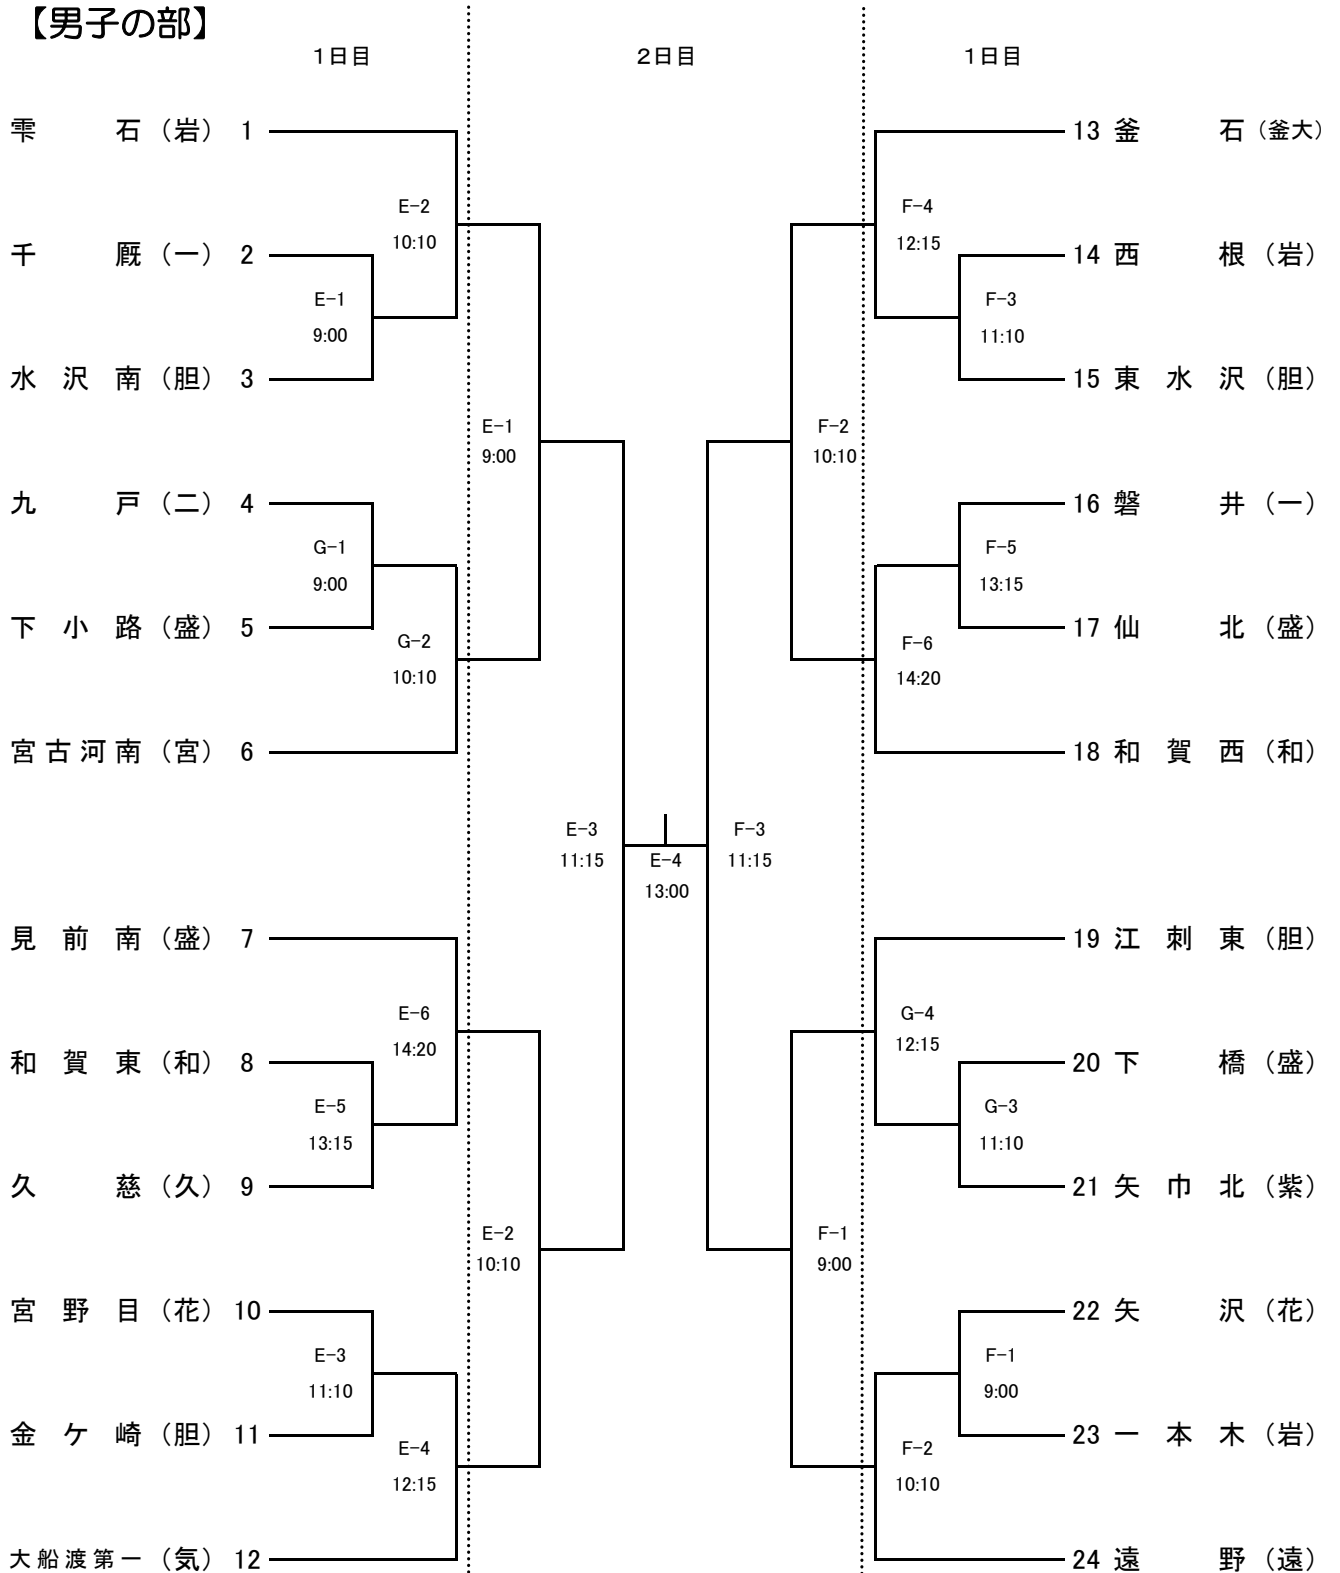 【男子の部】
1日目 2日目 1日目
雫石（岩） 1
13 釜石（釜大）
E-2 10:10
F-4 12:15
千厩（一） 2
14 西根（岩）
E-1 9:00
F-3 11:10
水沢南（胆） 3
15 東水沢（胆）
E-1 9:00
F-2 10:10
九戸（二） 4
16 磐井（一）
G-1 9:00
F-5 13:15
下小路（盛） 5
17 仙北（盛）
G-2 10:10
F-6 14:20
宮古河南（宮） 6
18 和賀西（和）
E-3 11:15
E-4 13:00
F-3 11:15
見前南（盛） 7
19 江刺東（胆）
E-6 14:20
G-4 12:15
和賀東（和） 8
20 下橋（盛）
E-5 13:15
G-3 11:10
久慈（久） 9
21 矢巾北（紫）
E-2 10:10
F-1 9:00
宮野目（花） 10
22 矢沢（花）
E-3 11:10
F-1 9:00
金ケ崎（胆） 11
23 一本木（岩）
E-4 12:15
F-2 10:10
大船渡第一（気） 12
24 遠野（遠）